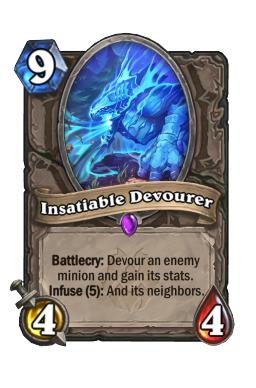 9
Insatiable Devourer
Battlecry: Devour an enemy
minion and gain its stats.
Infuse (5): And its neighbors.
4
4